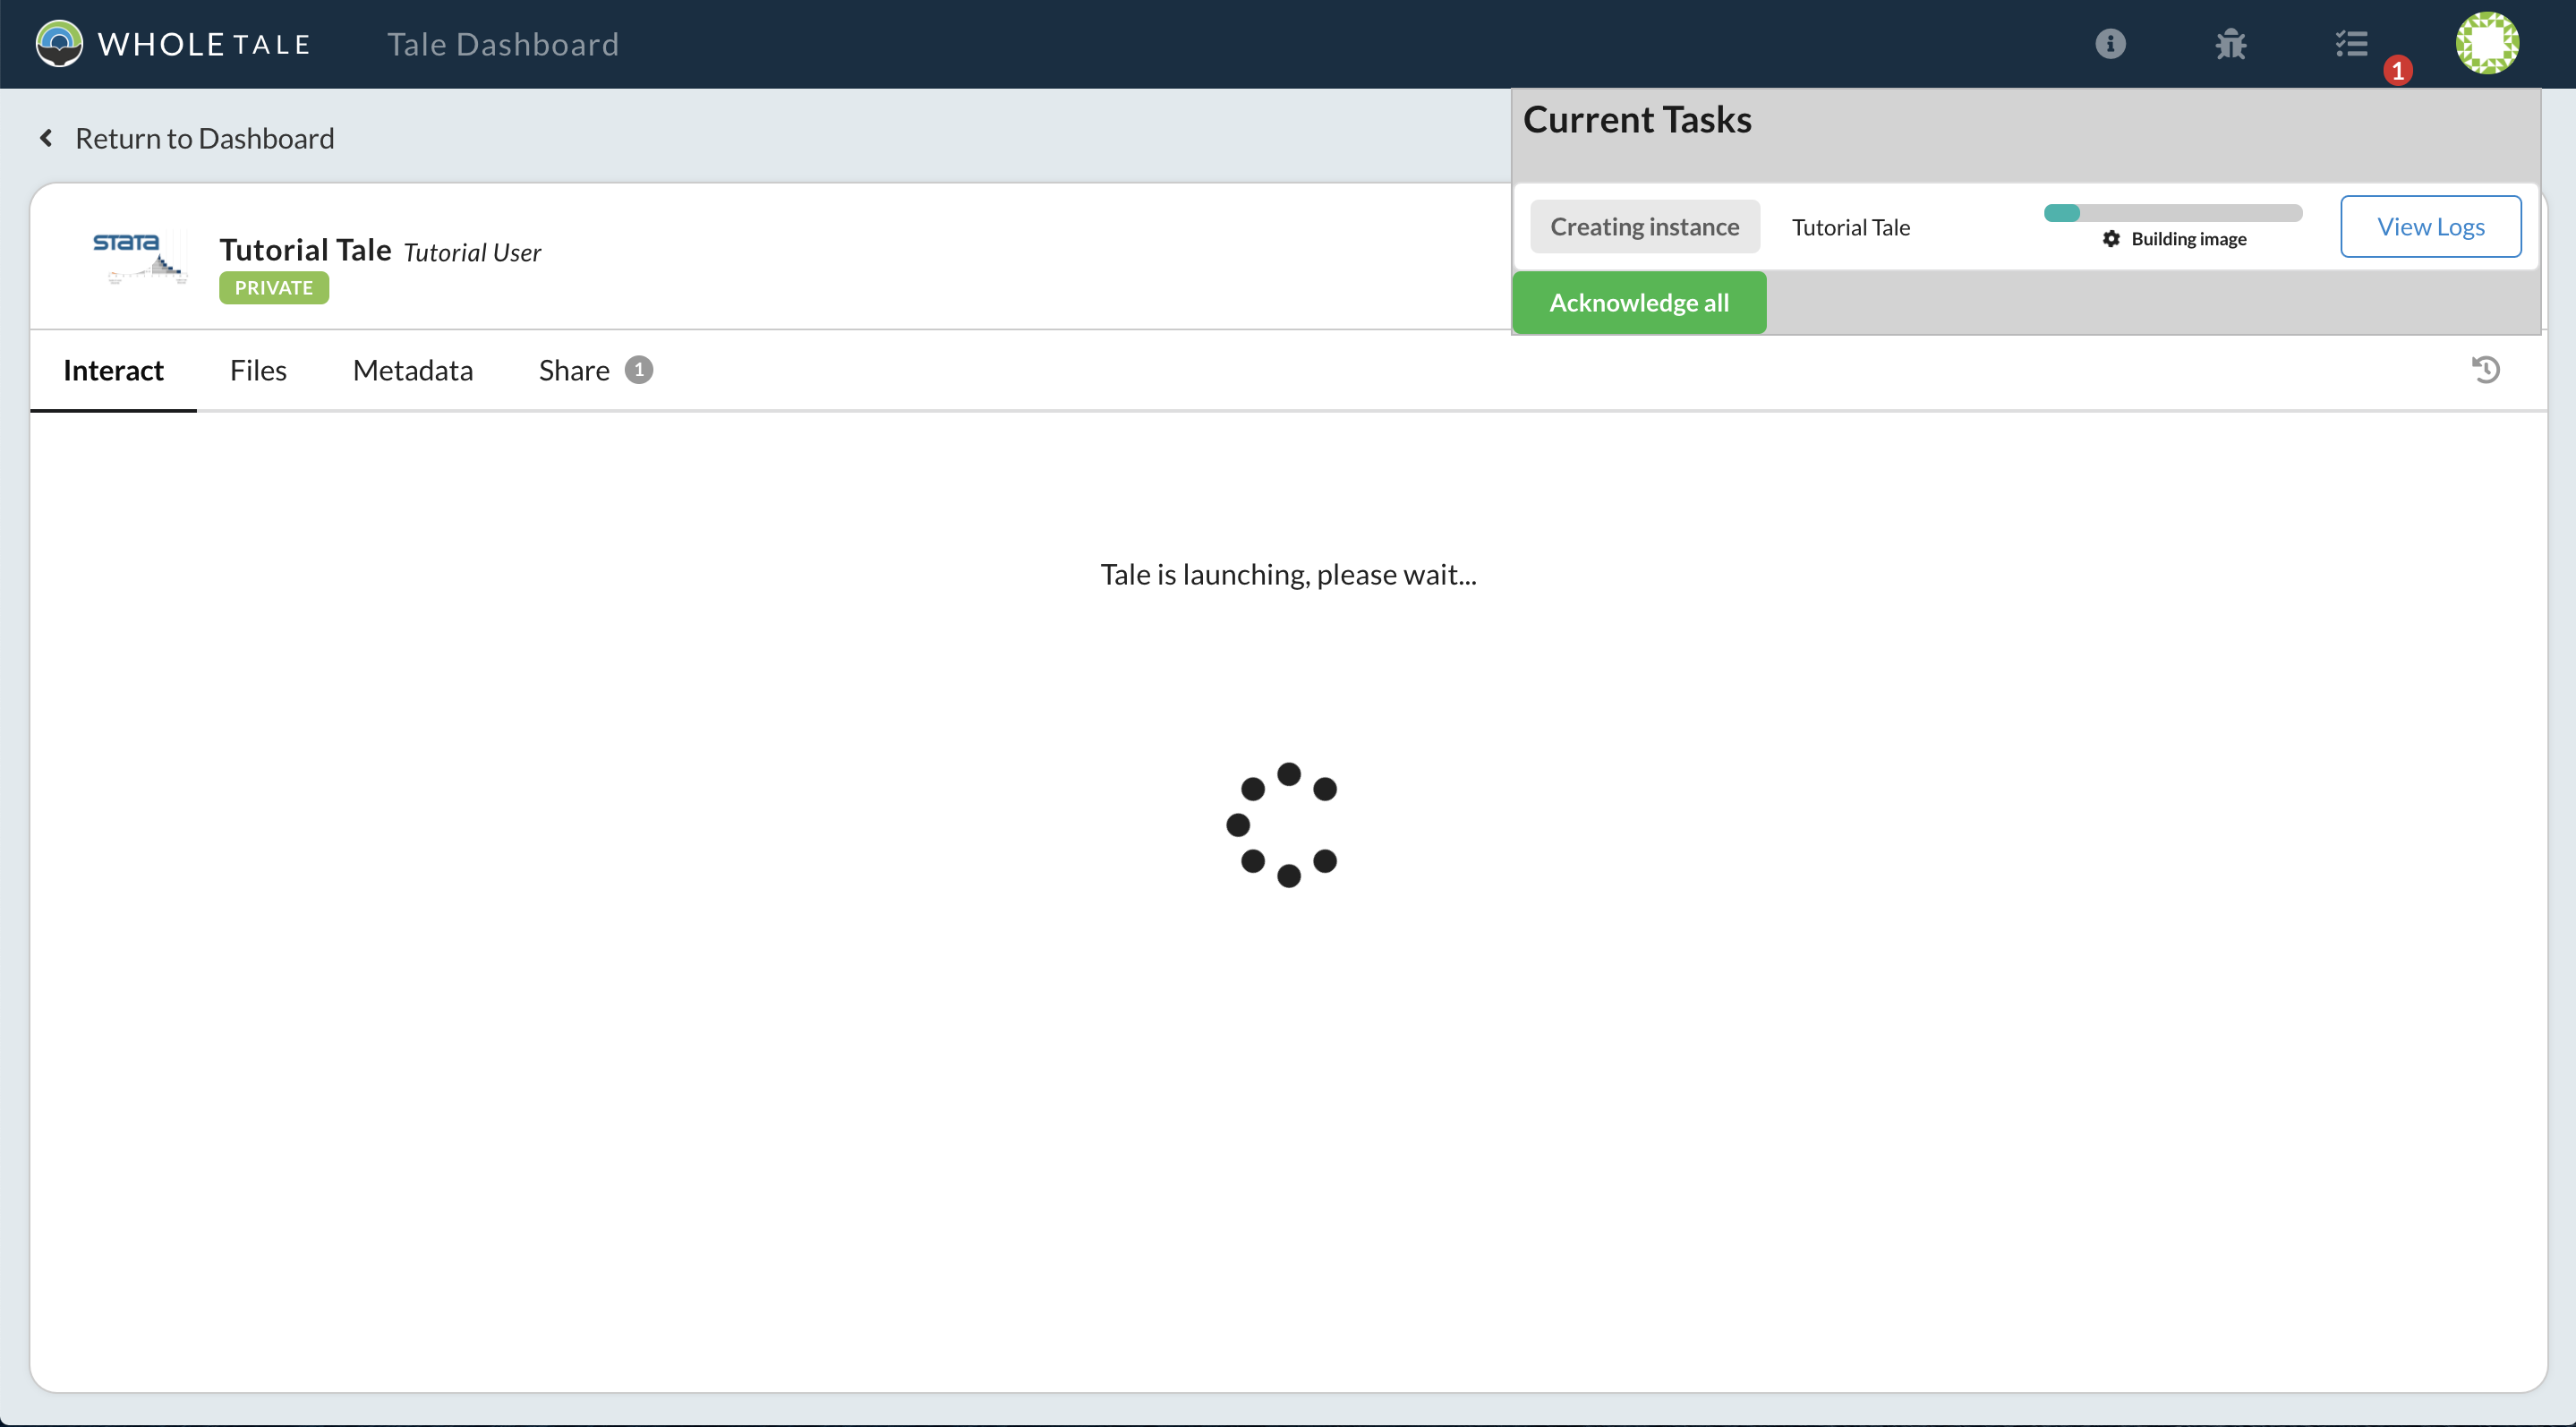 WHOLE TALE Tale Dashboard
1
Return to Dashboard
Current Tasks
Creating instance Tutorial Tale Building image View Logs
Acknowledge all
STATA
Tutorial Tale Tutorial User
PRIVATE
Interact Files Metadata Share 1
Tale is launching, please wait...